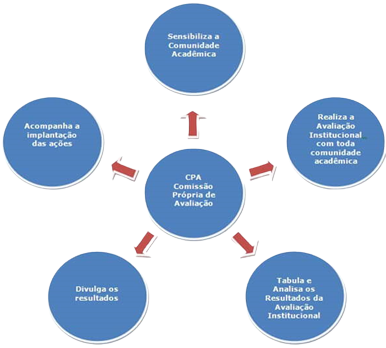 Sensibiliza a
Comunidade
Acadêmica
Acompanha a
implantação
das ações
Realiza a
Avaliação
Institucional
com toda
comunidade
acadêmica
CPA
Comissão
Própria de
Avaliação
Divulga os
resultados
Tabula e
Analisa os
Resultados da
Avaliação
Institucional